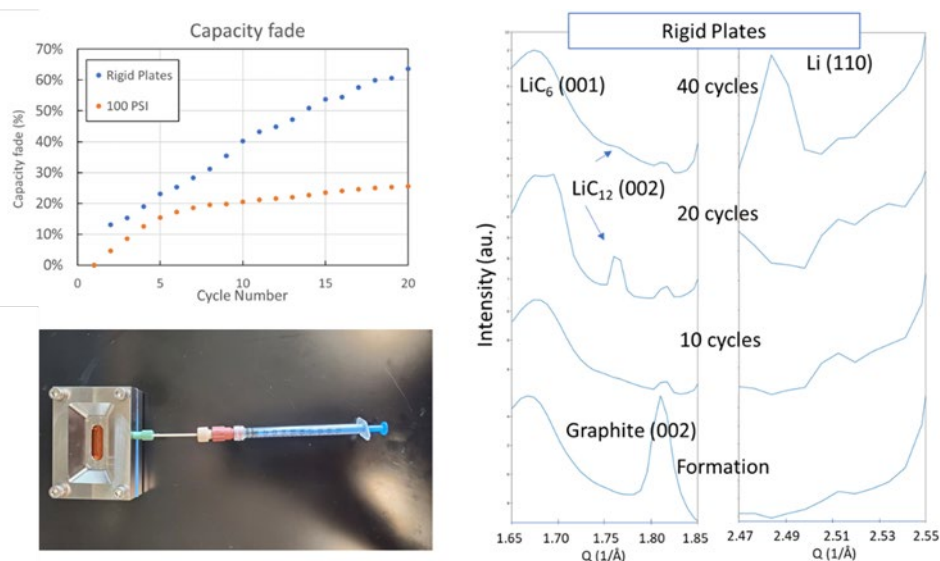 Capacity fade
70%
60%
50%
40%
30%
20%
10%
0%
Capacity fade (%)
Rigid Plates
100 PSI
0
5
10
15
20
Cycle Number
Rigid Plates
LiC6 (001)
40 cycles
Li (110)
LiC12 (002)
20 cycles
10 cycles
Graphite (002)
Formation
Intensity (au.)
1.65
1.70
1.75
1.80
1.85
Q (1/Å)
2.47
2.49
2.51
2.53
2.55
Q (1/Å)